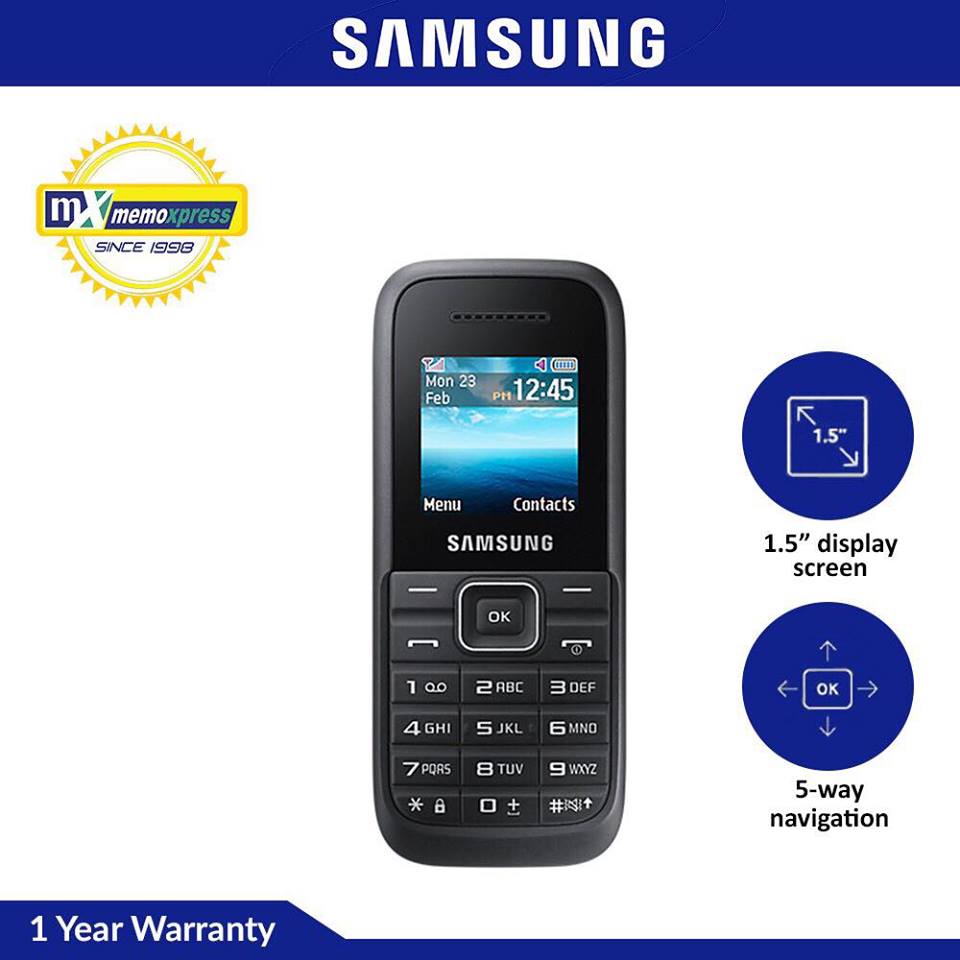 SAMSUNG
mx memoxpress
SINCE 1998
Mon 23
Feb
PM 12:45
Menu Contacts
SAMSUNG
OK
1 2 ABC 3 DEF
4 GHI 5 JKL 6 MNO
7 PQRS 8 TUV 9 WXYZ
* 0 + #
1.5"
1.5” display
screen
OK
5-way
navigation
1 Year Warranty